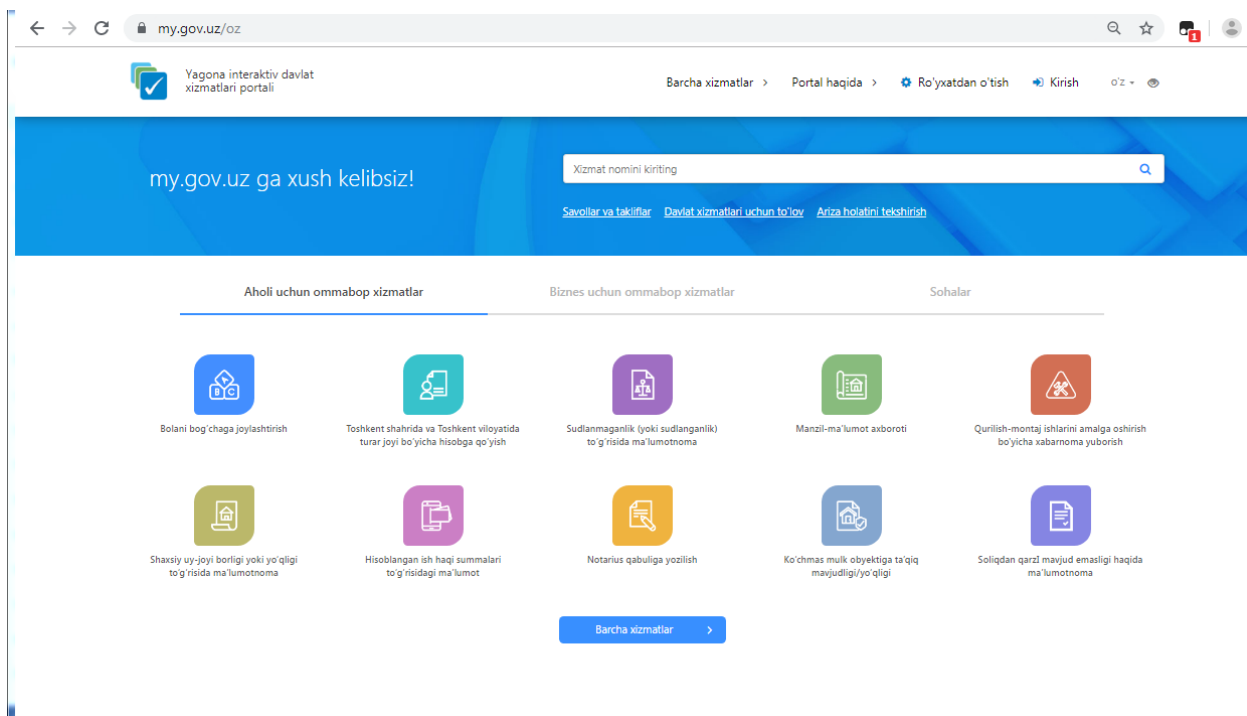 my.gov.uz/oz
1
Yagona interaktiv davlat
xizmatlari portali
Barcha xizmatlar >
Portal haqida >
Ro'yxatdan o'tish
Kirish
o'z
my.gov.uz ga xush kelibsiz!
Xizmat nomini kiriting
Savollar va takliflar
Davlat xizmatlari uchun to'lov
Ariza holatini tekshirish
Aholi uchun ommabop xizmatlar
Biznes uchun ommabop xizmatlar
Sohalar
B C
Bolani bog'chaga joylashtirish
Toshkent shahrida va Toshkent viloyatida
turar joyi bo'yicha hisobga qo'yish
Sudlanmaganlik (yoki sudlanganlik)
to'g'risida ma'lumotnoma
Manzil-ma'lumot axboroti
Qurilish-montaj ishlarini amalga oshirish
bo'yicha xabarnoma yuborish
Shaxsiy uy-joyi borligi yoki yo'qligi
to'g'risida ma'lumotnoma
Hisoblangan ish haqi summalari
to'g'risidagi ma'lumot
Notarius qabuliga yozilish
Ko'chmas mulk obyektiga ta'qiq
mavjudligi/yo'qligi
Soliqdan qarzI mavjud emasligi haqida
ma'lumotnoma
Barcha xizmatlar >